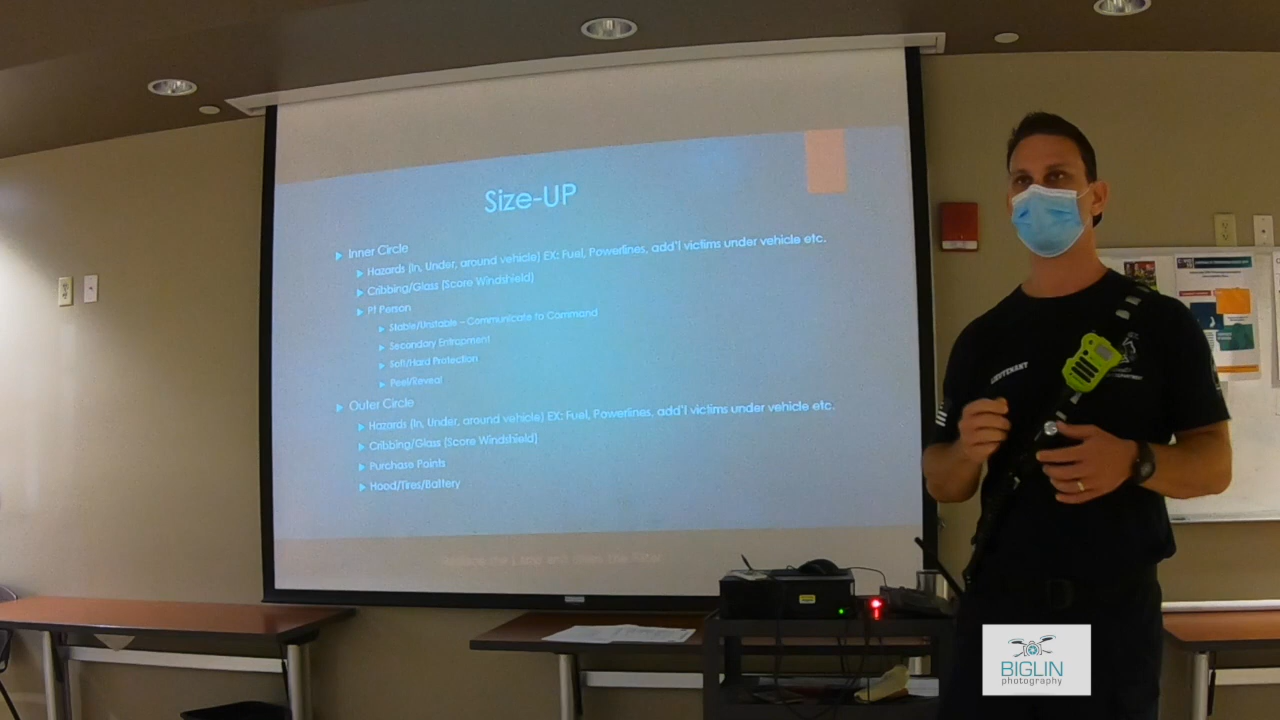 Size-UP
Inner Circle
Hazards (In, Under, around vehicle) EX: Fuel, Powerlines, add'l victims under vehicle etc.
Cribbing/Glass (Score Windshield)
Pt Person
Stable/Unstable – Communicate to Command
Secondary Entrapment
Soft/Hard Protection
Peel/Reveal
Outer Circle
Hazards (In, Under, around vehicle) EX: Fuel, Powerlines, add'l victims under vehicle etc.
Cribbing/Glass (Score Windshield)
Purchase Points
Hood/Tires/Battery
LIEUTENANT
BIGLIN
photography